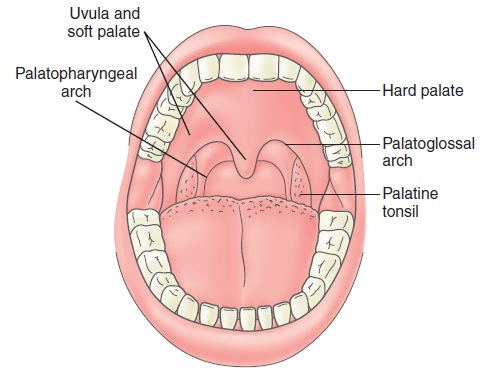 Uvula and
soft palate
Palatopharyngeal
arch
Hard palate
Palatoglossal
arch
Palatine
tonsil